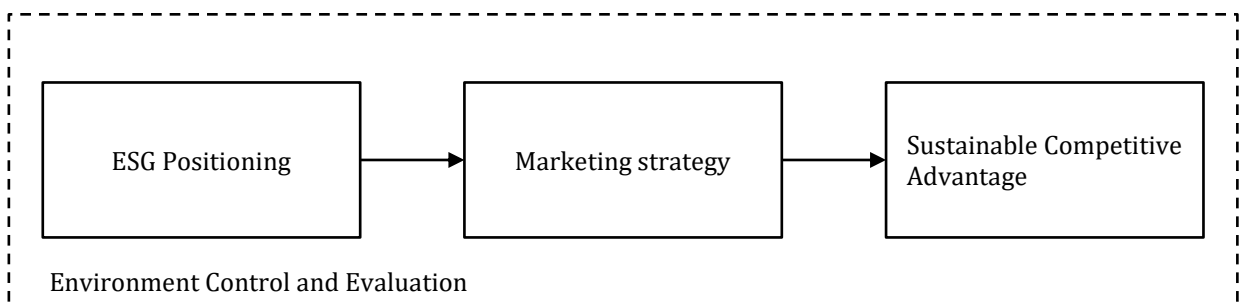 ESG Positioning
Marketing strategy
Sustainable Competitive
Advantage
Environment Control and Evaluation